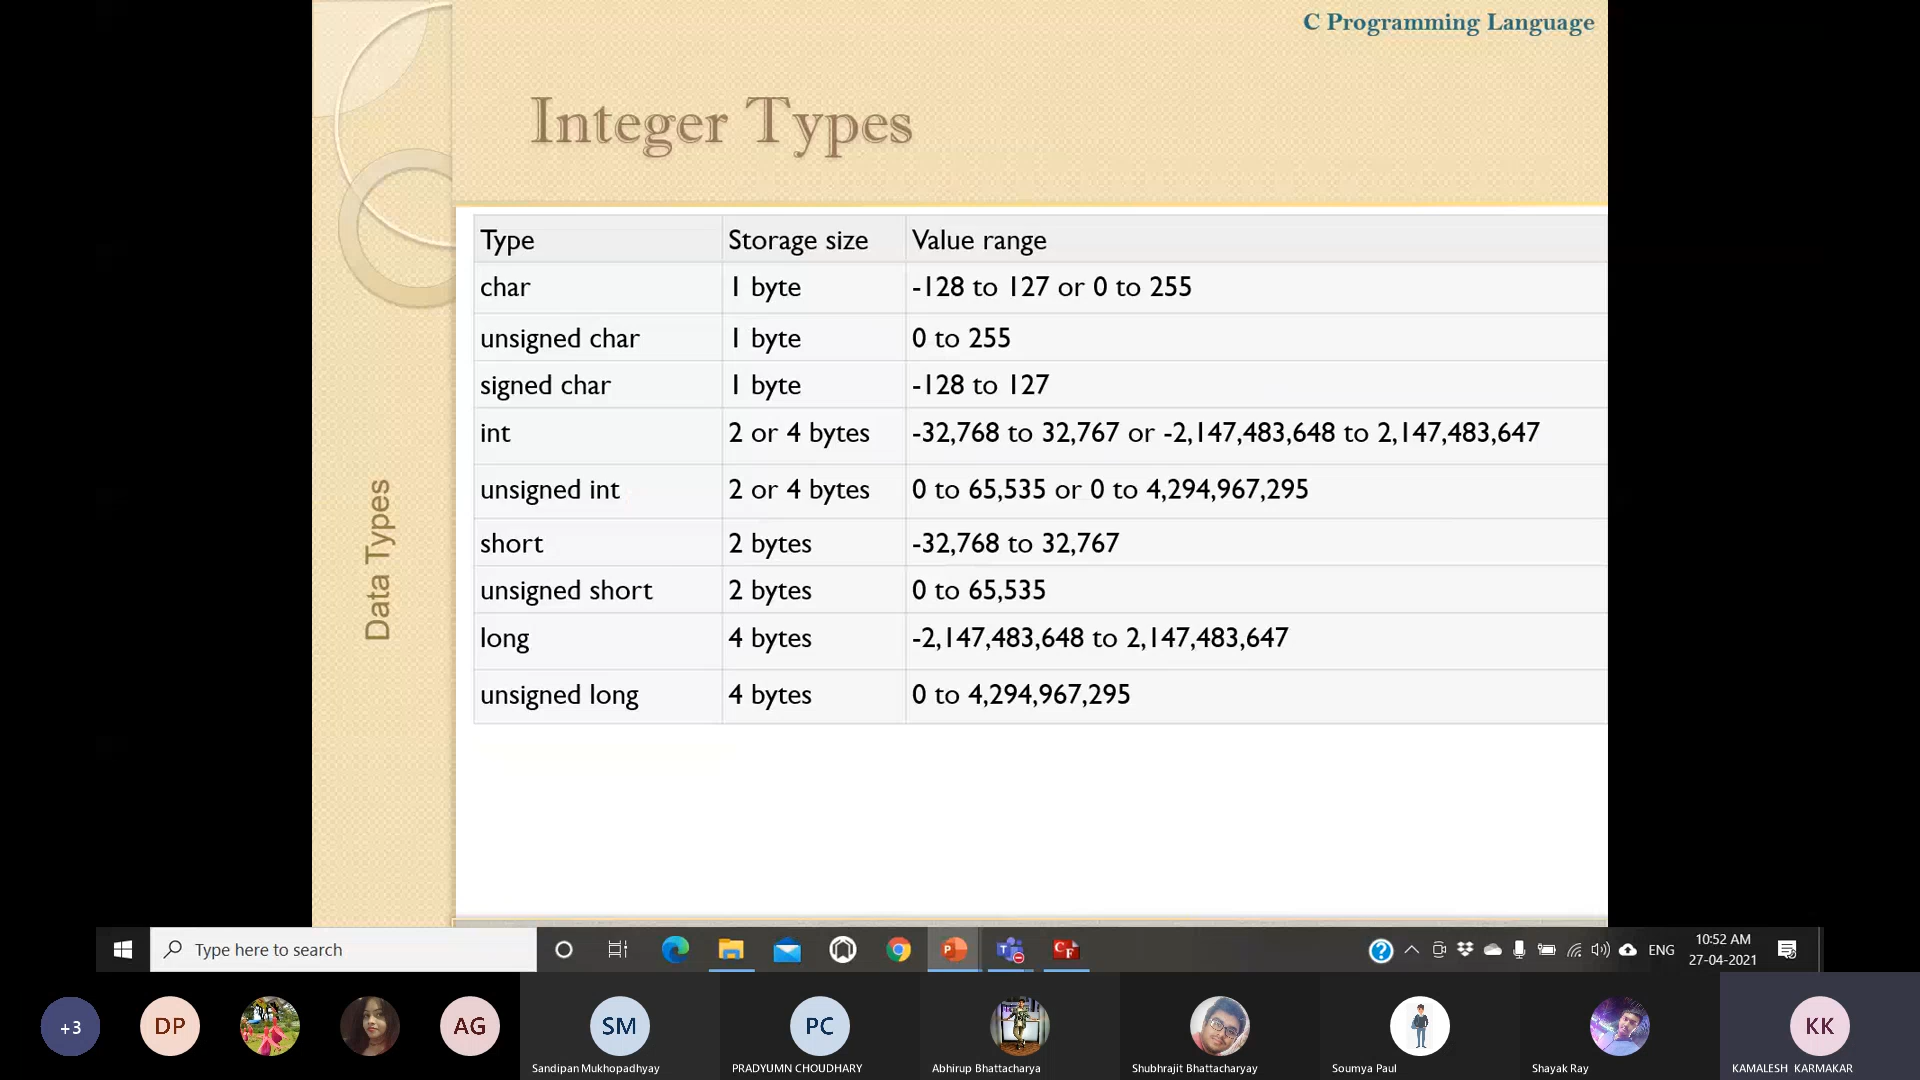 C Programming Language
Integer Types
Data Types
Type Storage size Value range
char 1 byte -128 to 127 or 0 to 255
unsigned char 1 byte 0 to 255
signed char 1 byte -128 to 127
int 2 or 4 bytes -32,768 to 32,767 or -2,147,483,648 to 2,147,483,647
unsigned int 2 or 4 bytes 0 to 65,535 or 0 to 4,294,967,295
short 2 bytes -32,768 to 32,767
unsigned short 2 bytes 0 to 65,535
long 4 bytes -2,147,483,648 to 2,147,483,647
unsigned long 4 bytes 0 to 4,294,967,295
Type here to search
ENG
10:52 AM
27-04-2021
+3 DP AG SM PC KK
Sandipan Mukhopadhyay PRADYUMN CHOUDHARY Abhirup Bhattacharya Shubhrajit Bhattacharyay Soumya Paul Shayak Ray KAMALESH KARMAKAR